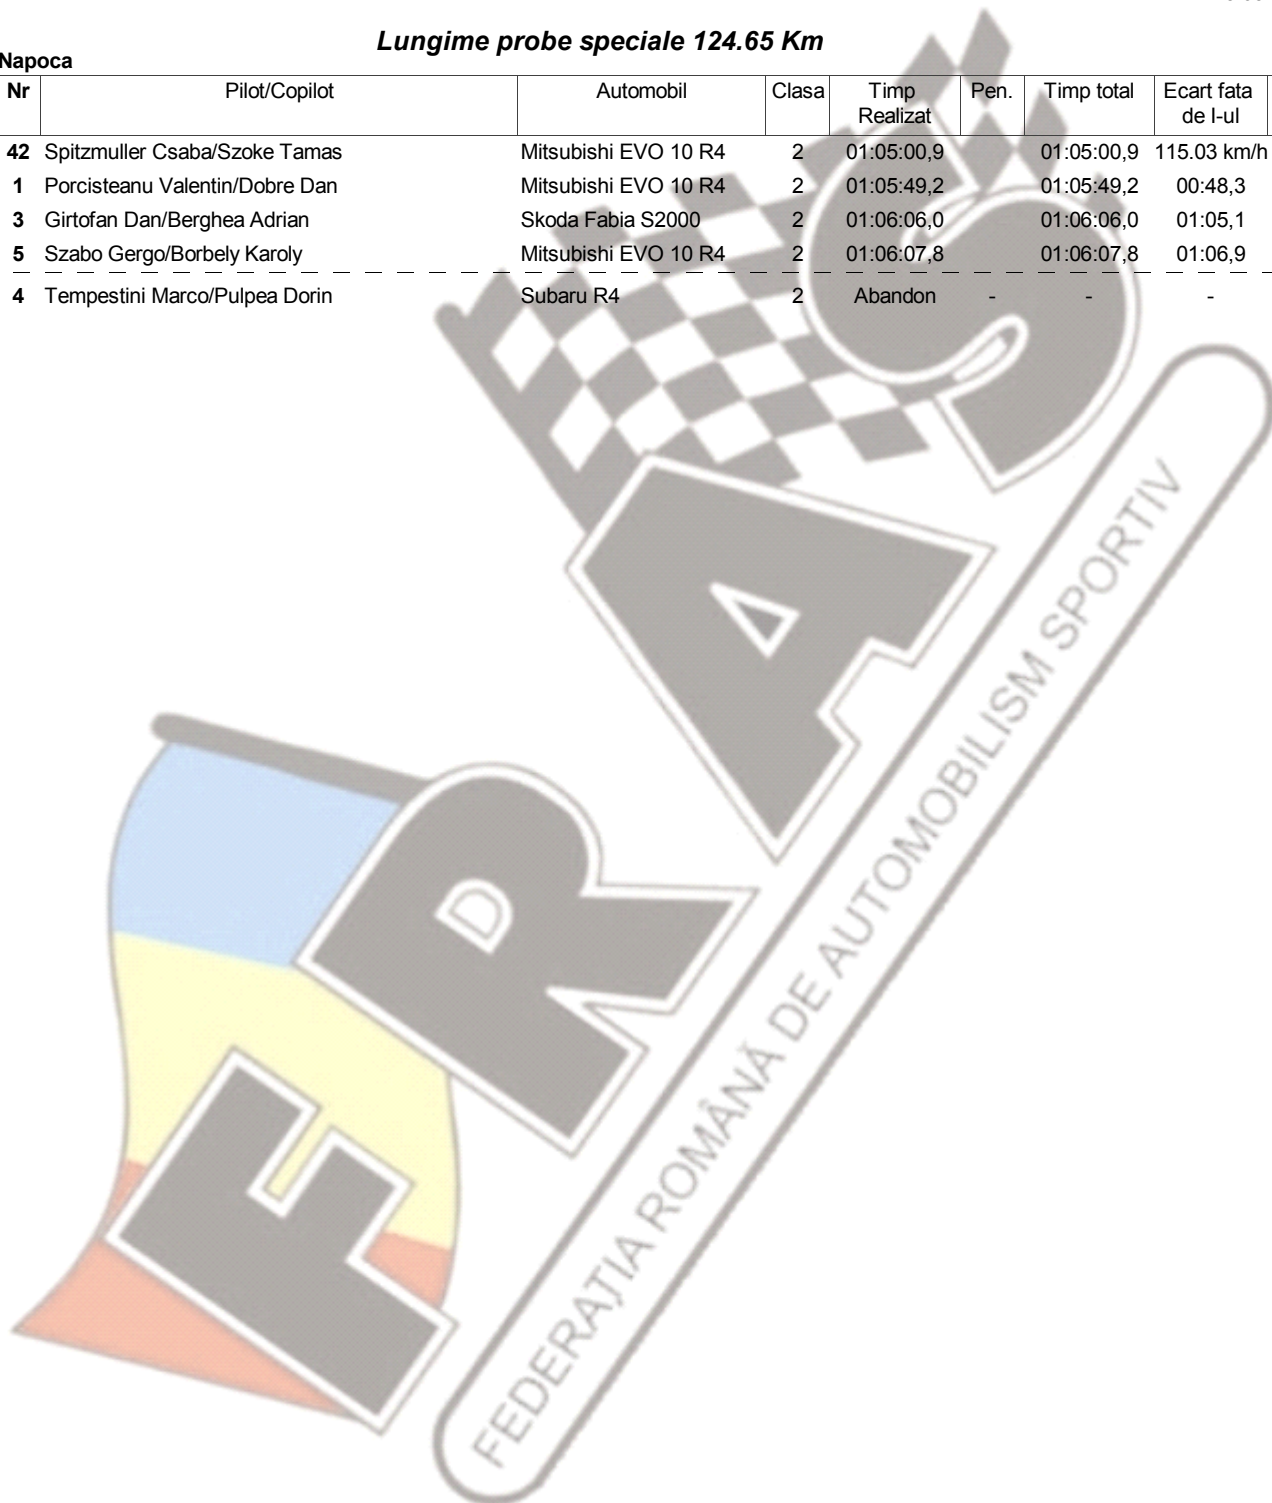 Lungime probe speciale 124.65 Km
Napoca
Nr Pilot/Copilot Automobil Clasa Timp Realizat Pen. Timp total Ecart fata de I-ul
42 Spitzmuller Csaba/Szoke Tamas Mitsubishi EVO 10 R4 2 01:05:00,9 01:05:00,9 115.03 km/h
1 Porcisteanu Valentin/Dobre Dan Mitsubishi EVO 10 R4 2 01:05:49,2 01:05:49,2 00:48,3
3 Girtofan Dan/Berghea Adrian Skoda Fabia S2000 2 01:06:06,0 01:06:06,0 01:05,1
5 Szabo Gergo/Borbely Karoly Mitsubishi EVO 10 R4 2 01:06:07,8 01:06:07,8 01:06,9
4 Tempestini Marco/Pulpea Dorin Subaru R4 2 Abandon - - -
FRAS
FEDERAȚIA ROMÂNĂ DE AUTOMOBILISM SPORTIV